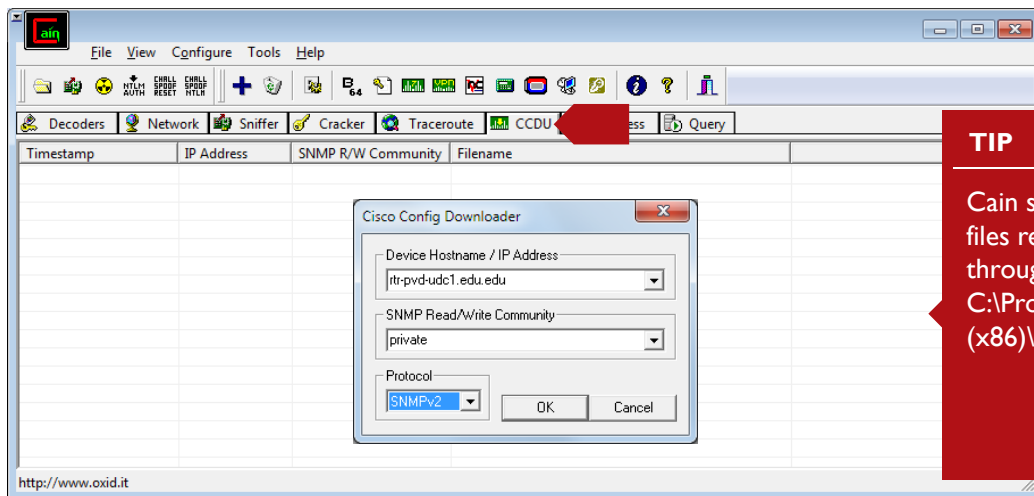 Cain
File View Configure Tools Help
NTLM AUTH CHALL SPOOF RESET CHALL SPOOF NTLM B64
Decoders Network Sniffer Cracker Traceroute CCDU ess Query
Timestamp IP Address SNMP R/W Community Filename
Cisco Config Downloader
Device Hostname / IP Address
rtr-pvd-udc1.edu.edu
SNMP Read/Write Community
private
Protocol
SNMPv2
OK Cancel
http://www.oxid.it
TIP
Cain s
files re
throug
C:\Pro
(x86)\